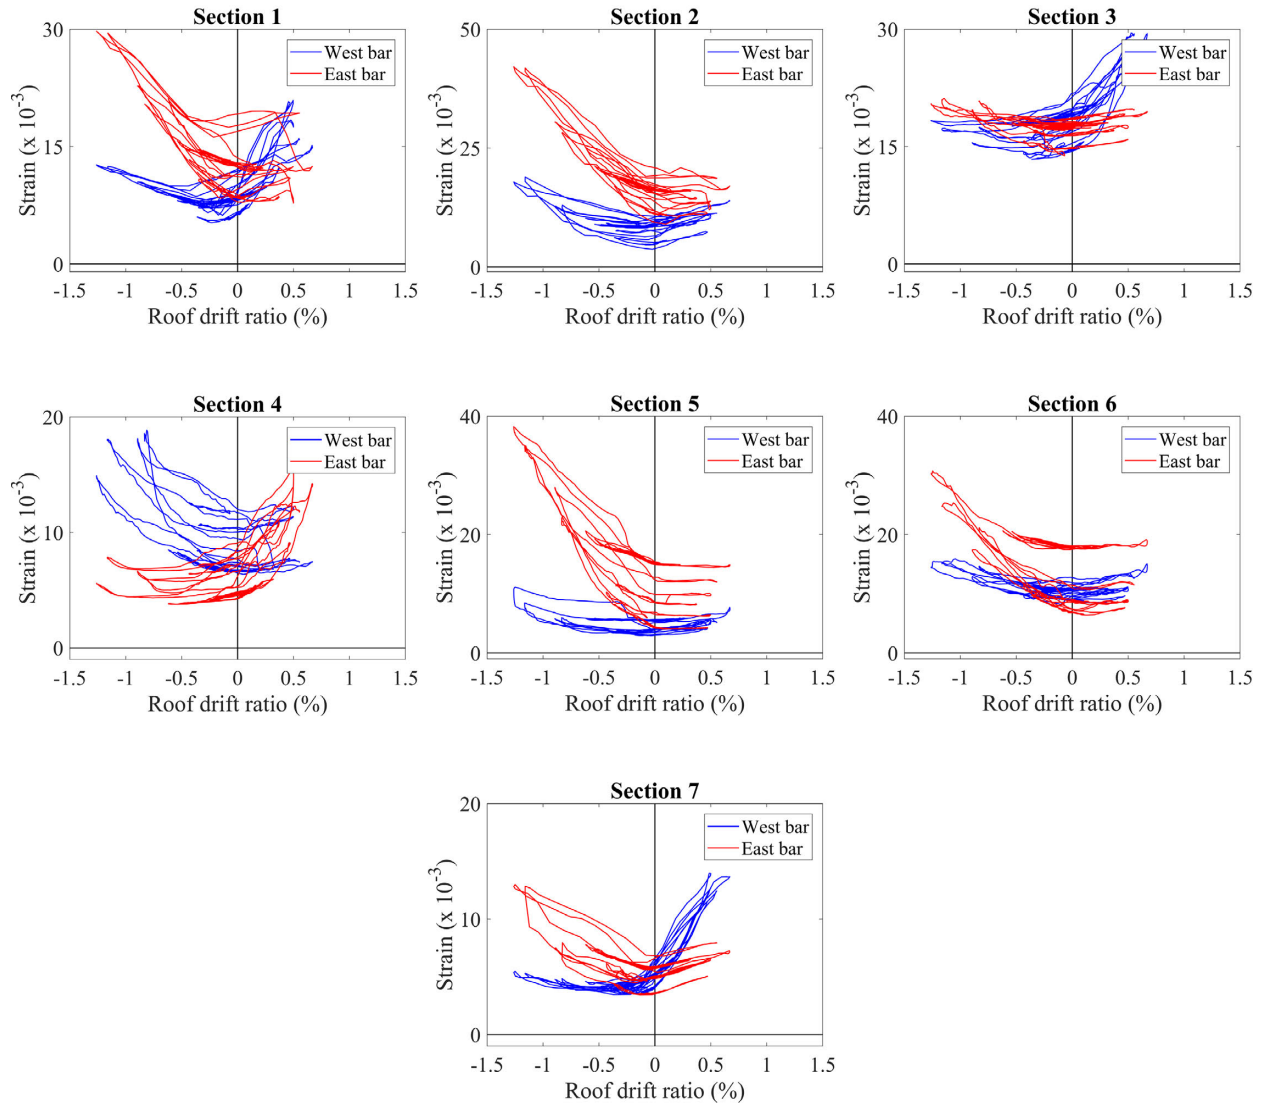 Section 1
Strain (x 10⁻³)
30
15
0
-1.5 -1 -0.5 0 0.5 1 1.5
Roof drift ratio (%)
West bar
East bar
Section 2
Strain (x 10⁻³)
50
25
0
-1.5 -1 -0.5 0 0.5 1 1.5
Roof drift ratio (%)
West bar
East bar
Section 3
Strain (x 10⁻³)
30
15
0
-1.5 -1 -0.5 0 0.5 1 1.5
Roof drift ratio (%)
West bar
East bar
Section 4
Strain (x 10⁻³)
20
10
0
-1.5 -1 -0.5 0 0.5 1 1.5
Roof drift ratio (%)
West bar
East bar
Section 5
Strain (x 10⁻³)
40
20
0
-1.5 -1 -0.5 0 0.5 1 1.5
Roof drift ratio (%)
West bar
East bar
Section 6
Strain (x 10⁻³)
40
20
0
-1.5 -1 -0.5 0 0.5 1 1.5
Roof drift ratio (%)
West bar
East bar
Section 7
Strain (x 10⁻³)
20
10
0
-1.5 -1 -0.5 0 0.5 1 1.5
Roof drift ratio (%)
West bar
East bar